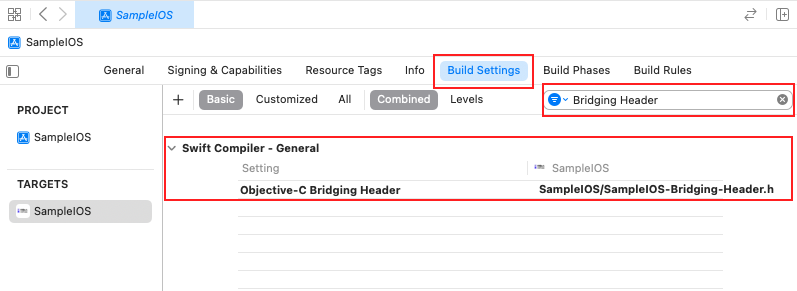 SampleIOS
SampleIOS
General Signing & Capabilities Resource Tags Info Build Settings Build Phases Build Rules
PROJECT
SampleIOS
TARGETS
SampleIOS
+ Basic Customized All Combined Levels Bridging Header
Swift Compiler - General
Setting SampleIOS
Objective-C Bridging Header SampleIOS/SampleIOS-Bridging-Header.h